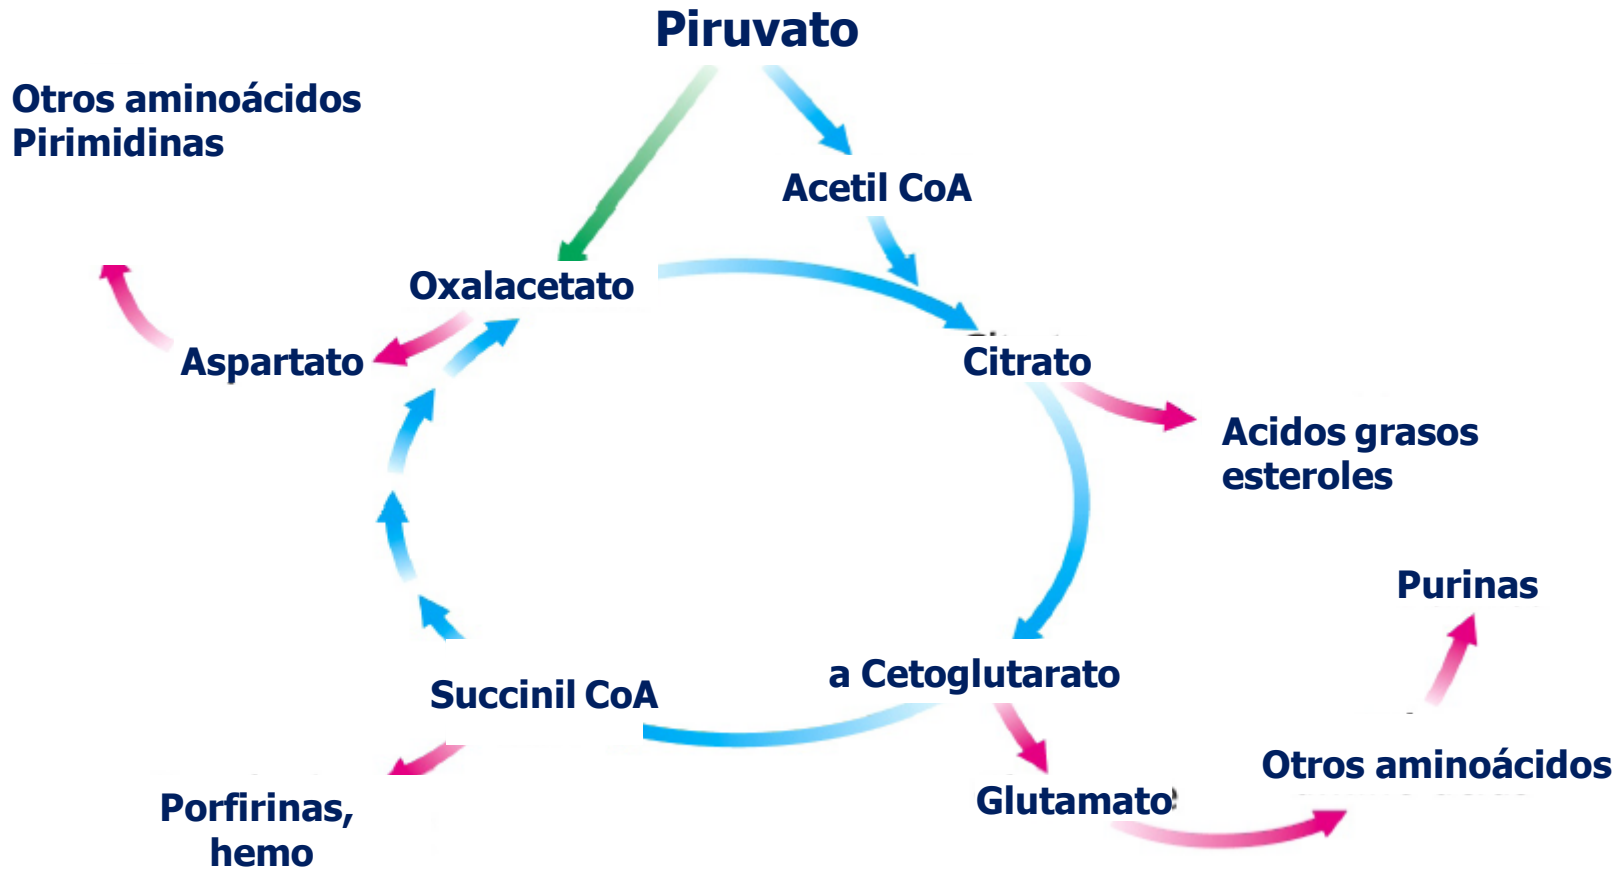 Piruvato
Otros aminoácidos
Pirimidinas
Acetil CoA
Oxalacetato
Aspartato
Citrato
Acidos grasos
esteroles
Purinas
a Cetoglutarato
Succinil CoA
Otros aminoácidos
Glutamato
Porfirinas,
hemo